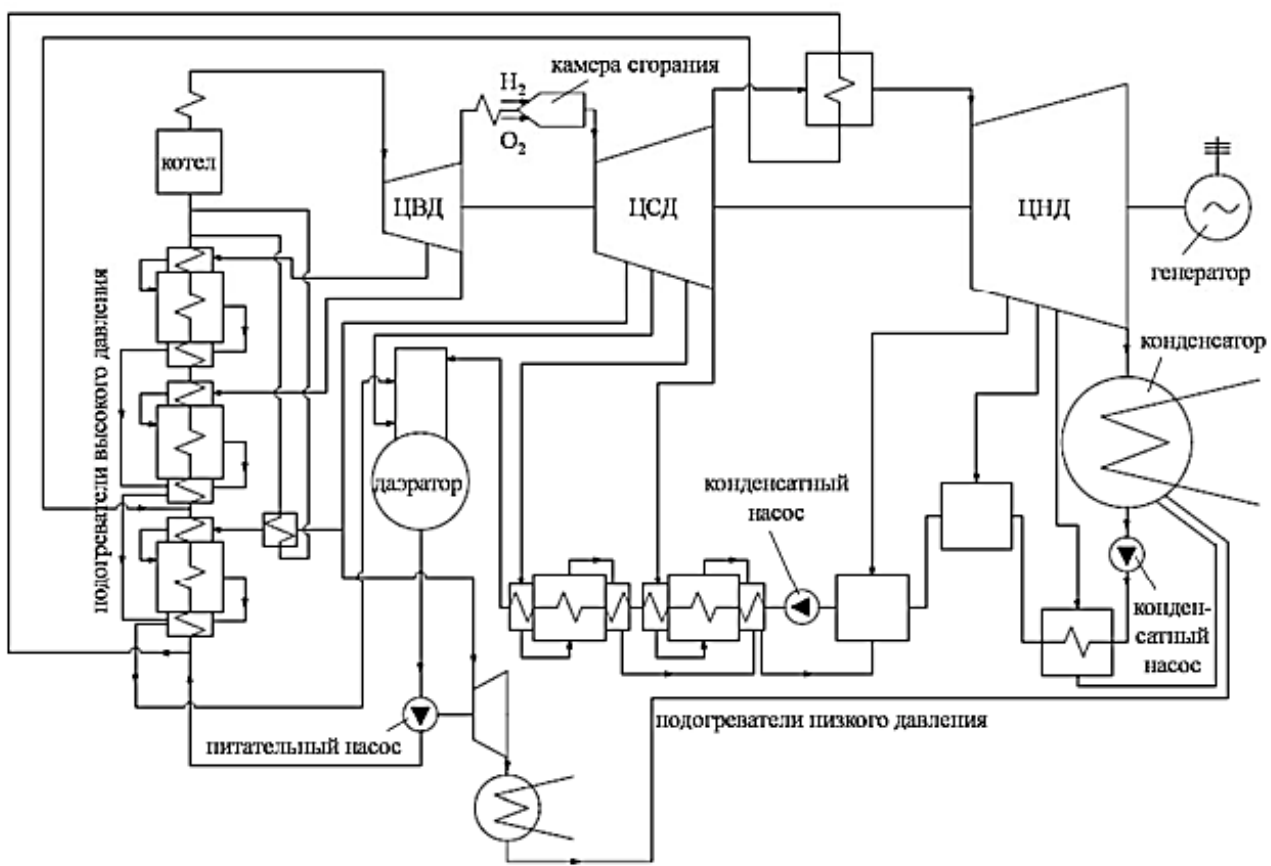 камера сгорания
H₂
O₂
котел
ЦВД
ЦСД
ЦНД
генератор
подогреватели высокого давления
конденсатор
даэратор
конденсатный
насос
конден-
сатный
насос
подогреватели низкого давления
питательный насос